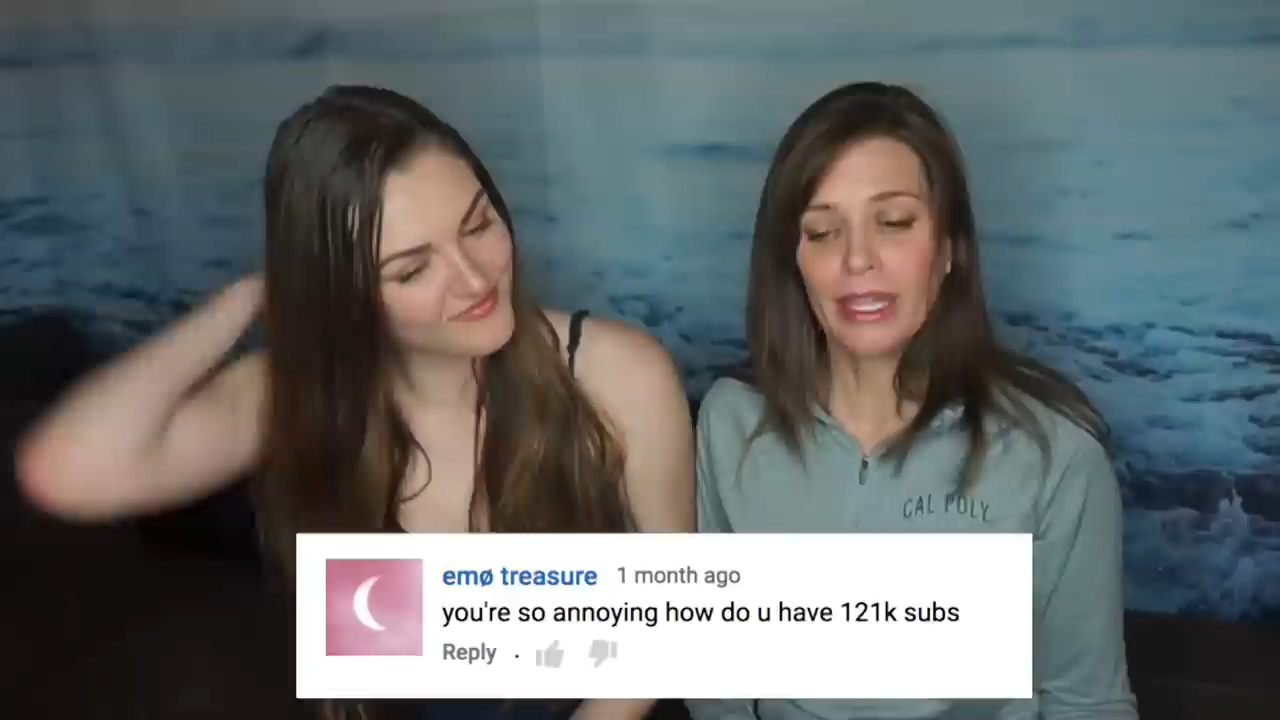 CAL POLY
emø treasure 1 month ago
you're so annoying how do u have 121k subs
Reply